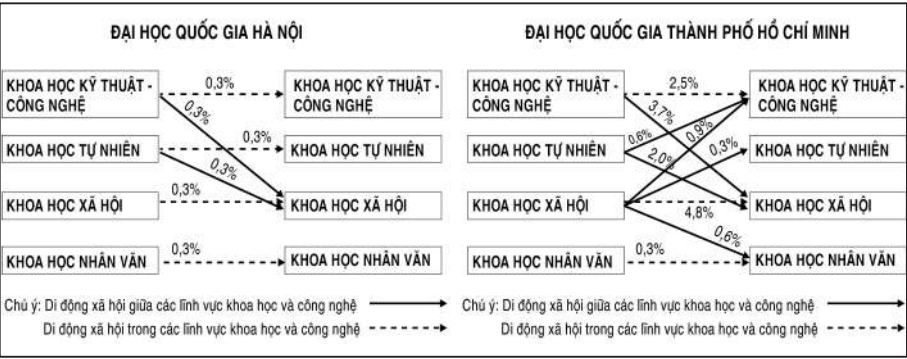 ĐẠI HỌC QUỐC GIA HÀ NỘI
KHOA HỌC KỸ THUẬT -
CÔNG NGHỆ
0,3%
KHOA HỌC KỸ THUẬT -
CÔNG NGHỆ
0,3%
KHOA HỌC TỰ NHIÊN
0,3%
KHOA HỌC TỰ NHIÊN
0,3%
KHOA HỌC XÃ HỘI
0,3%
KHOA HỌC XÃ HỘI
KHOA HỌC NHÂN VĂN
0,3%
KHOA HỌC NHÂN VĂN
Chú ý: Di động xã hội giữa các lĩnh vực khoa học và công nghệ
Di động xã hội trong các lĩnh vực khoa học và công nghệ
ĐẠI HỌC QUỐC GIA THÀNH PHỐ HỒ CHÍ MINH
KHOA HỌC KỸ THUẬT -
CÔNG NGHỆ
2,5%
KHOA HỌC KỸ THUẬT -
CÔNG NGHỆ
3,7%
0,9%
KHOA HỌC TỰ NHIÊN
0,6%
2,0%
0,3%
KHOA HỌC TỰ NHIÊN
KHOA HỌC XÃ HỘI
4,8%
KHOA HỌC XÃ HỘI
0,6%
KHOA HỌC NHÂN VĂN
0,3%
KHOA HỌC NHÂN VĂN
Chú ý: Di động xã hội giữa các lĩnh vực khoa học và công nghệ
Di động xã hội trong các lĩnh vực khoa học và công nghệ